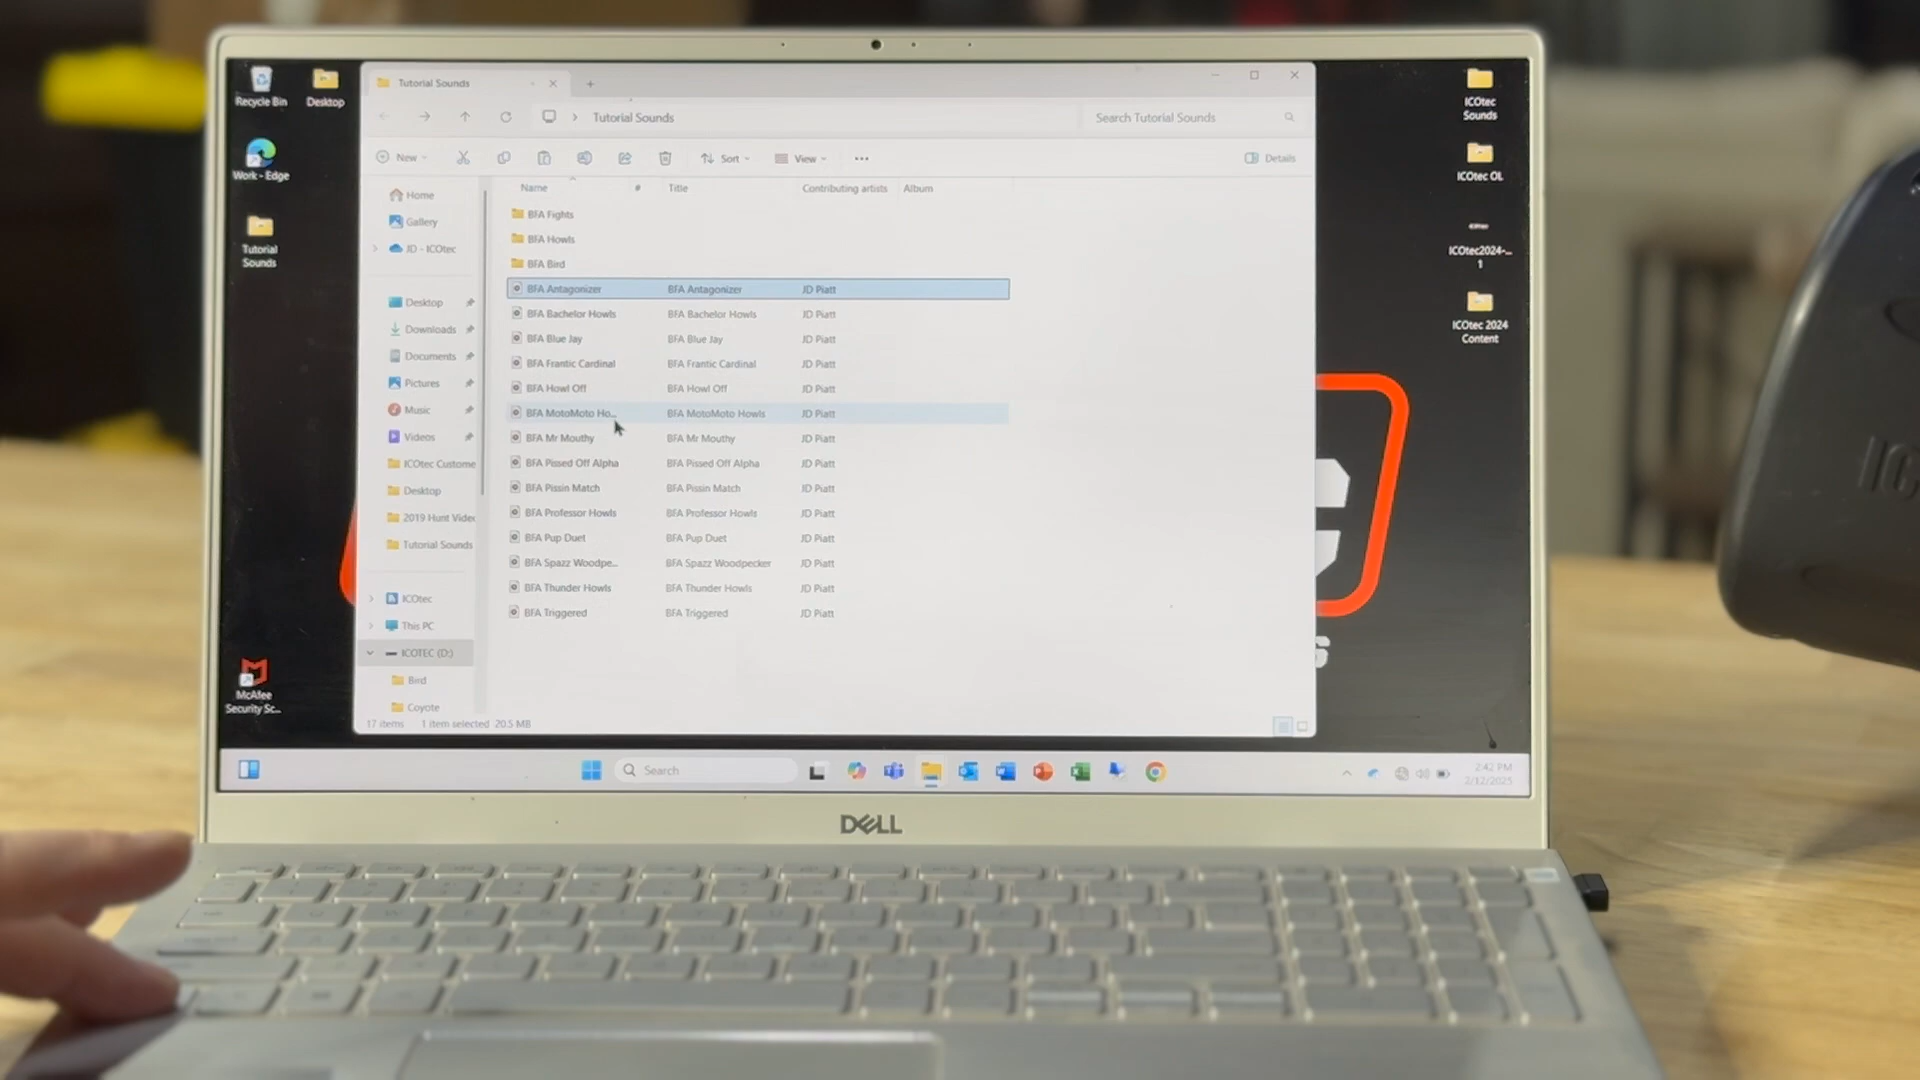 Recycle Bin
Desktop
Work - Edge
Tutorial
Sounds
McAfee
Security Sc...
Tutorial Sounds
Tutorial Sounds
Search Tutorial Sounds
New
Sort
View
Details
Home
Gallery
JD - ICOtec
Desktop
Downloads
Documents
Pictures
Music
Videos
ICOtec Custome
Desktop
2019 Hunt Video
Tutorial Sounds
ICOtec
This PC
ICOTEC (D:)
Bird
Coyote
Name # Title Contributing artists Album
BFA Fights
BFA Howls
BFA Bird
BFA Antagonizer BFA Antagonizer JD Piatt
BFA Bachelor Howls BFA Bachelor Howls JD Piatt
BFA Blue Jay BFA Blue Jay JD Piatt
BFA Frantic Cardinal BFA Frantic Cardinal JD Piatt
BFA Howl Off BFA Howl Off JD Piatt
BFA MotoMoto Ho... BFA MotoMoto Howls JD Piatt
BFA Mr Mouthy BFA Mr Mouthy JD Piatt
BFA Pissed Off Alpha BFA Pissed Off Alpha JD Piatt
BFA Pissin Match BFA Pissin Match JD Piatt
BFA Professor Howls BFA Professor Howls JD Piatt
BFA Pup Duet BFA Pup Duet JD Piatt
BFA Spazz Woodpe... BFA Spazz Woodpecker JD Piatt
BFA Thunder Howls BFA Thunder Howls JD Piatt
BFA Triggered BFA Triggered JD Piatt
17 items 1 item selected 20.5 MB
ICOtec
Sounds
ICOtec OL
ICOtec2024-...
1
ICOtec 2024
Content
Search
2:42 PM
2/12/2025
DELL